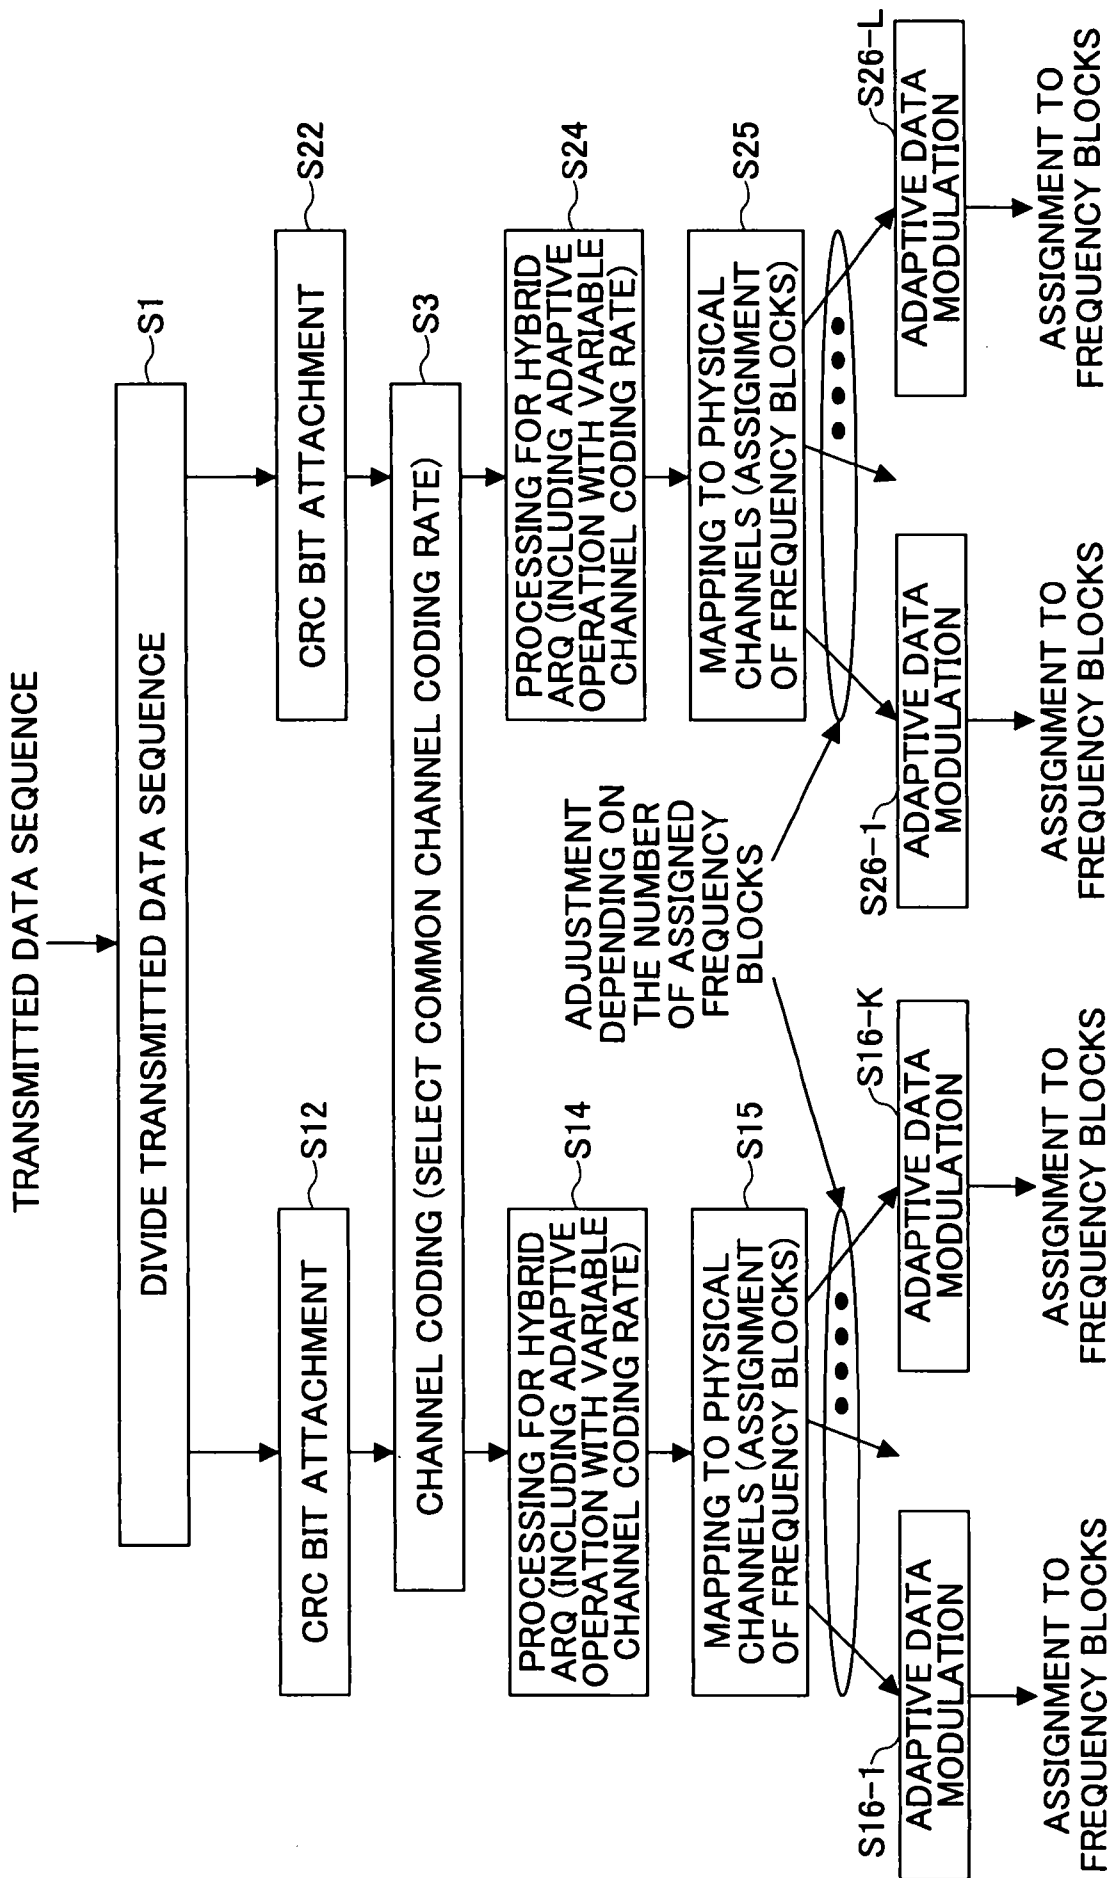 TRANSMITTED DATA SEQUENCE
S1
DIVIDE TRANSMITTED DATA SEQUENCE
S12
CRC BIT ATTACHMENT
S22
CRC BIT ATTACHMENT
S3
CHANNEL CODING (SELECT COMMON CHANNEL CODING RATE)
S14
PROCESSING FOR HYBRID
ARQ (INCLUDING ADAPTIVE
OPERATION WITH VARIABLE
CHANNEL CODING RATE)
S24
PROCESSING FOR HYBRID
ARQ (INCLUDING ADAPTIVE
OPERATION WITH VARIABLE
CHANNEL CODING RATE)
S15
MAPPING TO PHYSICAL
CHANNELS (ASSIGNMENT
OF FREQUENCY BLOCKS)
ADJUSTMENT
DEPENDING ON
THE NUMBER
OF ASSIGNED
FREQUENCY
BLOCKS
S25
MAPPING TO PHYSICAL
CHANNELS (ASSIGNMENT
OF FREQUENCY BLOCKS)
S16-1
ADAPTIVE DATA
MODULATION
S16-K
ADAPTIVE DATA
MODULATION
S26-1
ADAPTIVE DATA
MODULATION
S26-L
ADAPTIVE DATA
MODULATION
ASSIGNMENT TO
FREQUENCY BLOCKS
ASSIGNMENT TO
FREQUENCY BLOCKS
ASSIGNMENT TO
FREQUENCY BLOCKS
ASSIGNMENT TO
FREQUENCY BLOCKS